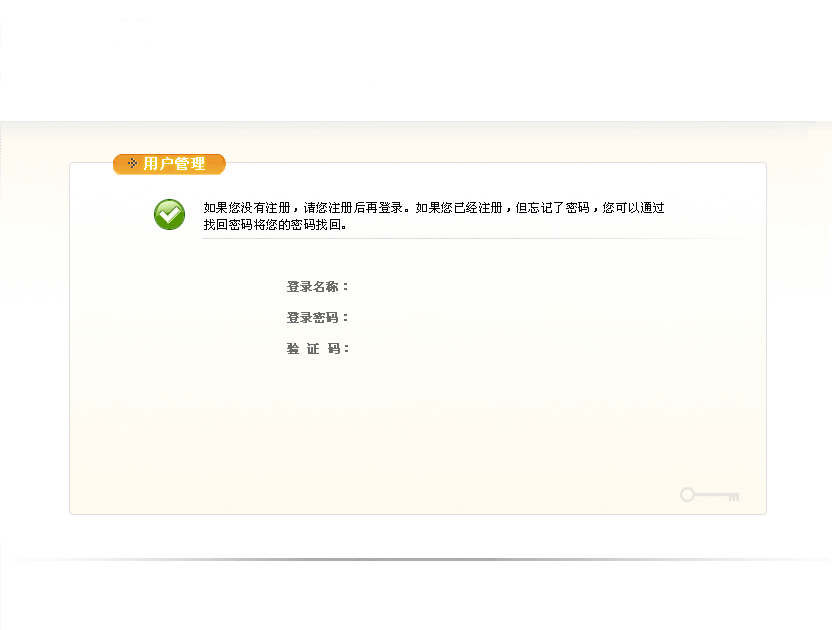 用户管理
如果您没有注册，请您注册后再登录。如果您已经注册，但忘记了密码，您可以通过
找回密码将您的密码找回。
登录名称：
登录密码：
验 证 码：